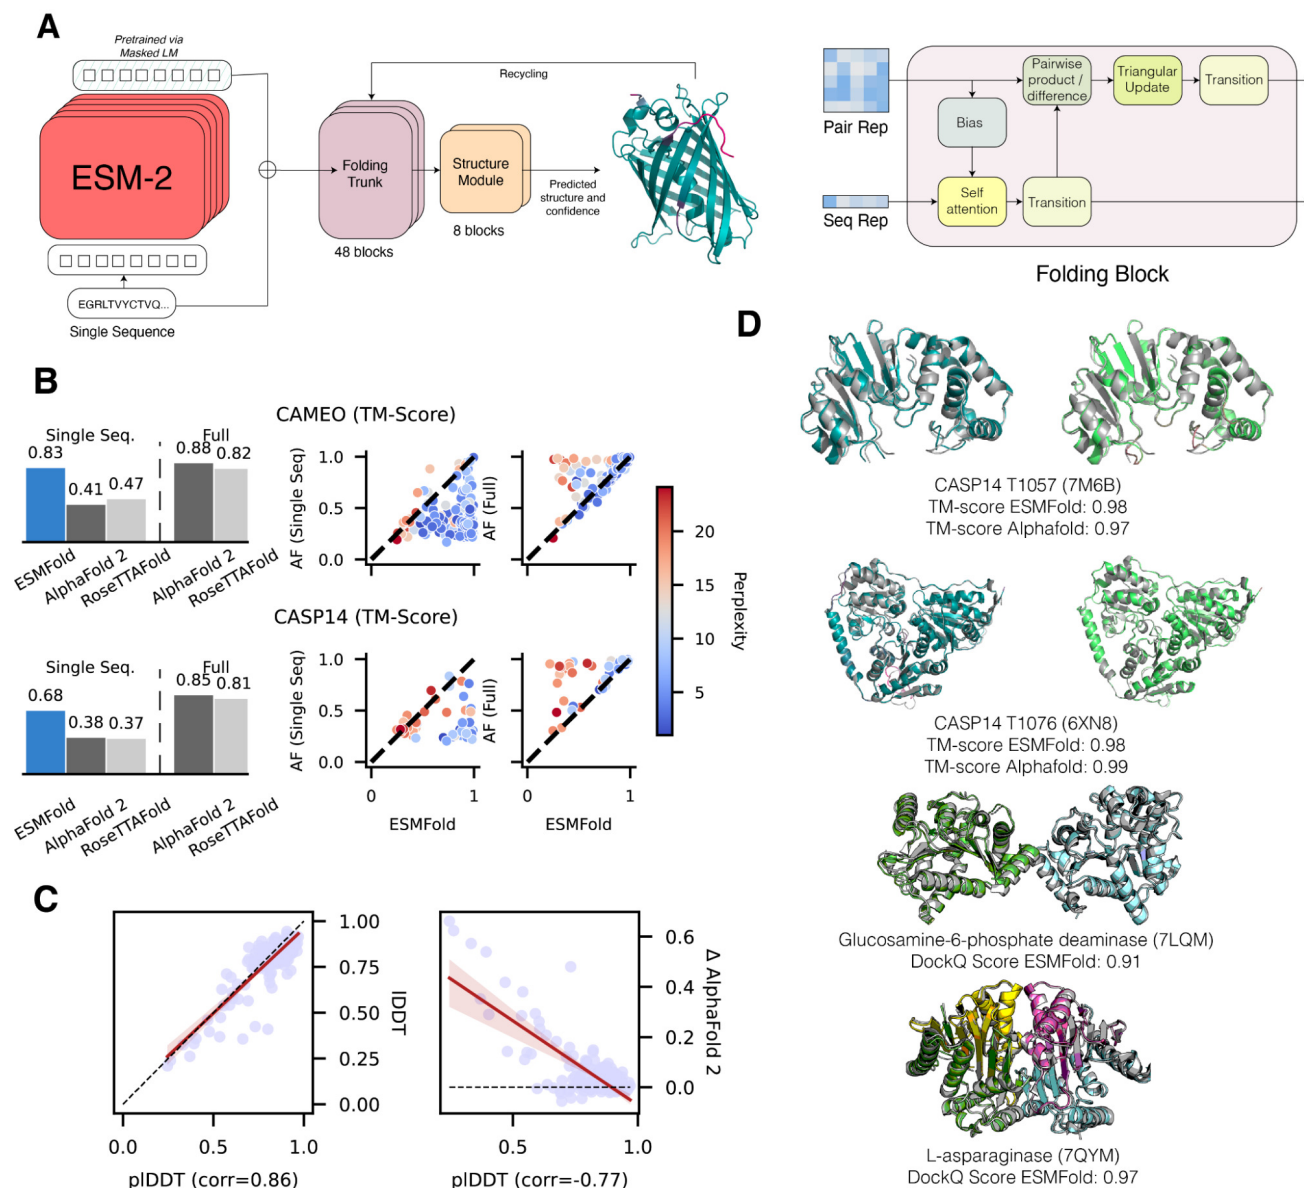 A
Pretrained via
Masked LM
ESM-2
EGRLTVYCTVQ...
Single Sequence
Recycling
Folding
Trunk
48 blocks
Structure
Module
8 blocks
Predicted
structure and
confidence
Pair Rep
Seq Rep
Bias
Self
attention
Pairwise
product /
difference
Transition
Triangular
Update
Transition
Folding Block
B
CAMEO (TM-Score)
Single Seq.
Full
0.83
0.41
0.47
0.88
0.82
ESMFold
AlphaFold 2
RoseTTAFold
AlphaFold 2
RoseTTAFold
AF (Single Seq)
1.0
0.5
0.0
AF (Full)
CASP14 (TM-Score)
Single Seq.
Full
0.68
0.38
0.37
0.85
0.81
ESMFold
AlphaFold 2
RoseTTAFold
AlphaFold 2
RoseTTAFold
AF (Single Seq)
1.0
0.5
0.0
AF (Full)
0
1
0
1
ESMFold
ESMFold
20
15
10
5
Perplexity
C
1.00
0.75
0.50
0.25
0.00
lDDT
0.0
0.5
1.0
plDDT (corr=0.86)
0.6
0.4
0.2
0.0
Δ AlphaFold 2
0.5
1.0
plDDT (corr=-0.77)
D
CASP14 T1057 (7M6B)
TM-score ESMFold: 0.98
TM-score Alphafold: 0.97
CASP14 T1076 (6XN8)
TM-score ESMFold: 0.98
TM-score Alphafold: 0.99
Glucosamine-6-phosphate deaminase (7LQM)
DockQ Score ESMFold: 0.91
L-asparaginase (7QYM)
DockQ Score ESMFold: 0.97